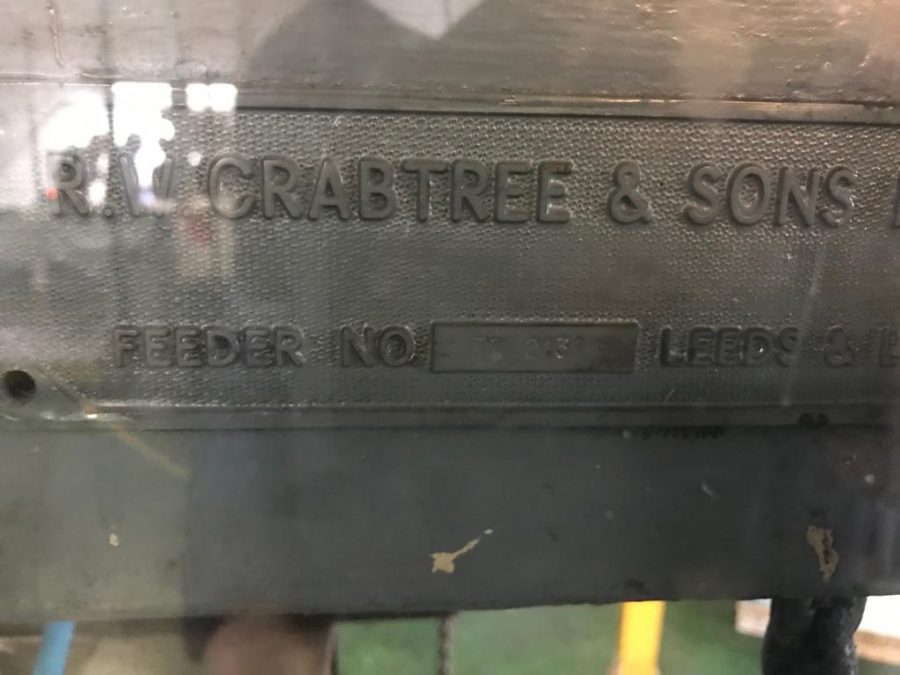 R.W. CRABTREE & SONS
FEEDER NO LEEDS &